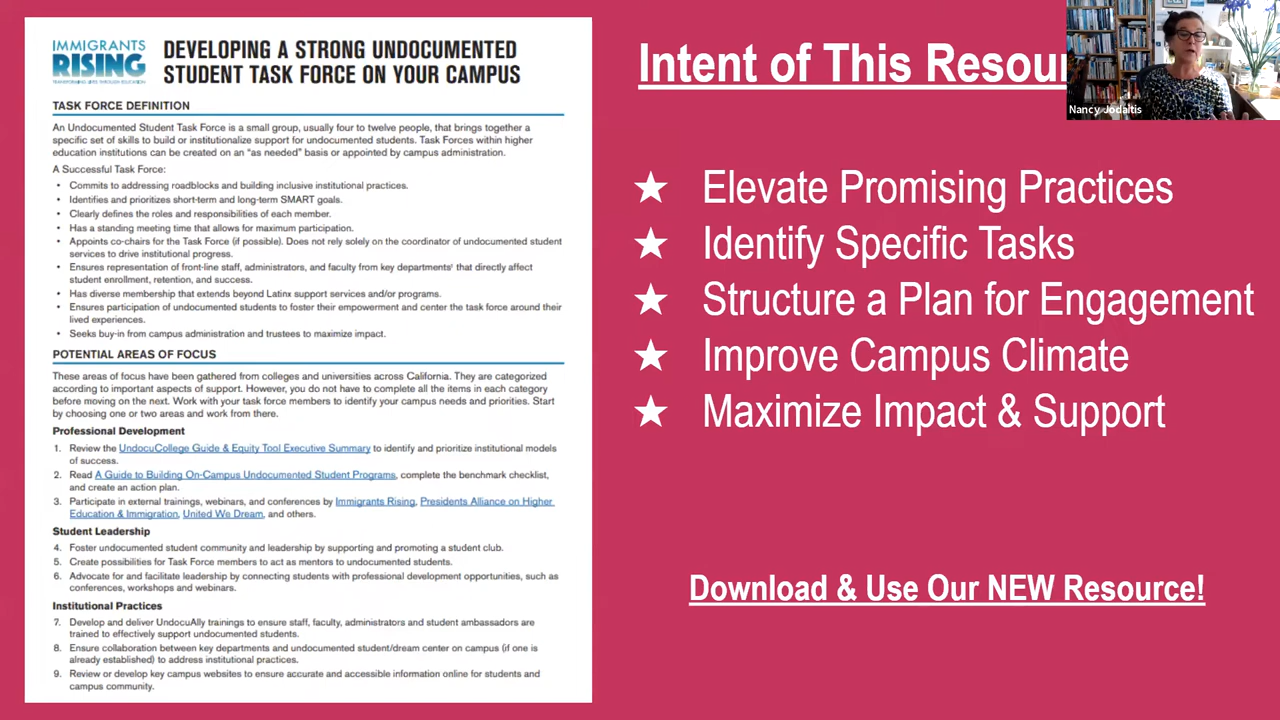 IMMIGRANTS
RISING
TRANSFORMING LIVES THROUGH EDUCATION
DEVELOPING A STRONG UNDOCUMENTED
STUDENT TASK FORCE ON YOUR CAMPUS
TASK FORCE DEFINITION
An Undocumented Student Task Force is a small group, usually four to twelve people, that brings together a
specific set of skills to build or institutionalize support for undocumented students. Task Forces within higher
education institutions can be created on an “as needed” basis or appointed by campus administration.
A Successful Task Force:
• Commits to addressing roadblocks and building inclusive institutional practices.
• Identifies and prioritizes short-term and long-term SMART goals.
• Clearly defines the roles and responsibilities of each member.
• Has a standing meeting time that allows for maximum participation.
• Appoints co-chairs for the Task Force (if possible). Does not rely solely on the coordinator of undocumented student
services to drive institutional progress.
• Ensures representation of front-line staff, administrators, and faculty from key departments¹ that directly affect
student enrollment, retention, and success.
• Has diverse membership that extends beyond Latinx support services and/or programs.
• Ensures participation of undocumented students to foster their empowerment and center the task force around their
lived experiences.
• Seeks buy-in from campus administration and trustees to maximize impact.
POTENTIAL AREAS OF FOCUS
These areas of focus have been gathered from colleges and universities across California. They are categorized
according to important aspects of support. However, you do not have to complete all the items in each category
before moving on the next. Work with your task force members to identify your campus needs and priorities. Start
by choosing one or two areas and work from there.
Professional Development
1. Review the UndocuCollege Guide & Equity Tool Executive Summary to identify and prioritize institutional models
of success.
2. Read A Guide to Building On-Campus Undocumented Student Programs, complete the benchmark checklist,
and create an action plan.
3. Participate in external trainings, webinars, and conferences by Immigrants Rising, Presidents Alliance on Higher
Education & Immigration, United We Dream, and others.
Student Leadership
4. Foster undocumented student community and leadership by supporting and promoting a student club.
5. Create possibilities for Task Force members to act as mentors to undocumented students.
6. Advocate for and facilitate leadership by connecting students with professional development opportunities, such as
conferences, workshops and webinars.
Institutional Practices
7. Develop and deliver UndocuAlly trainings to ensure staff, faculty, administrators and student ambassadors are
trained to effectively support undocumented students.
8. Ensure collaboration between key departments and undocumented student/dream center on campus (if one is
already established) to address institutional practices.
9. Review or develop key campus websites to ensure accurate and accessible information online for students and
campus community.
Intent of This Resour
Nancy Jodaitis
★ Elevate Promising Practices
★ Identify Specific Tasks
★ Structure a Plan for Engagement
★ Improve Campus Climate
★ Maximize Impact & Support
Download & Use Our NEW Resource!